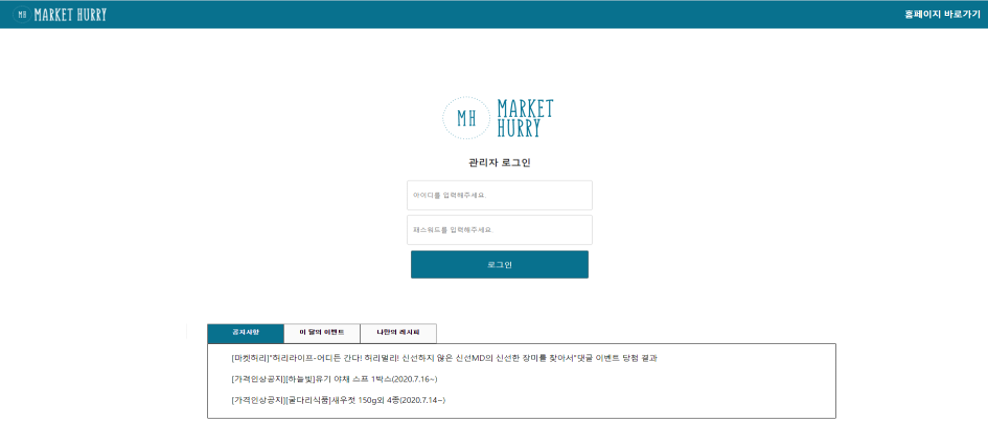 MH MARKET HURRY
홈페이지 바로가기
MH
MARKET
HURRY
관리자 로그인
아이디를 입력해주세요.
패스워드를 입력해주세요.
로그인
공지사항 이 달의 이벤트 나만의 레시피
[마켓허리]"허리라이프-어디든 간다! 허리멀리! 신선하지 않은 신선MD의 신선한 장미를 찾아서"댓글 이벤트 당첨 결과
[가격인상공지][하늘빛]유기 야채 스프 1박스(2020.7.16~)
[가격인상공지][굴다리식품]새우젓 150g외 4종(2020.7.14~)